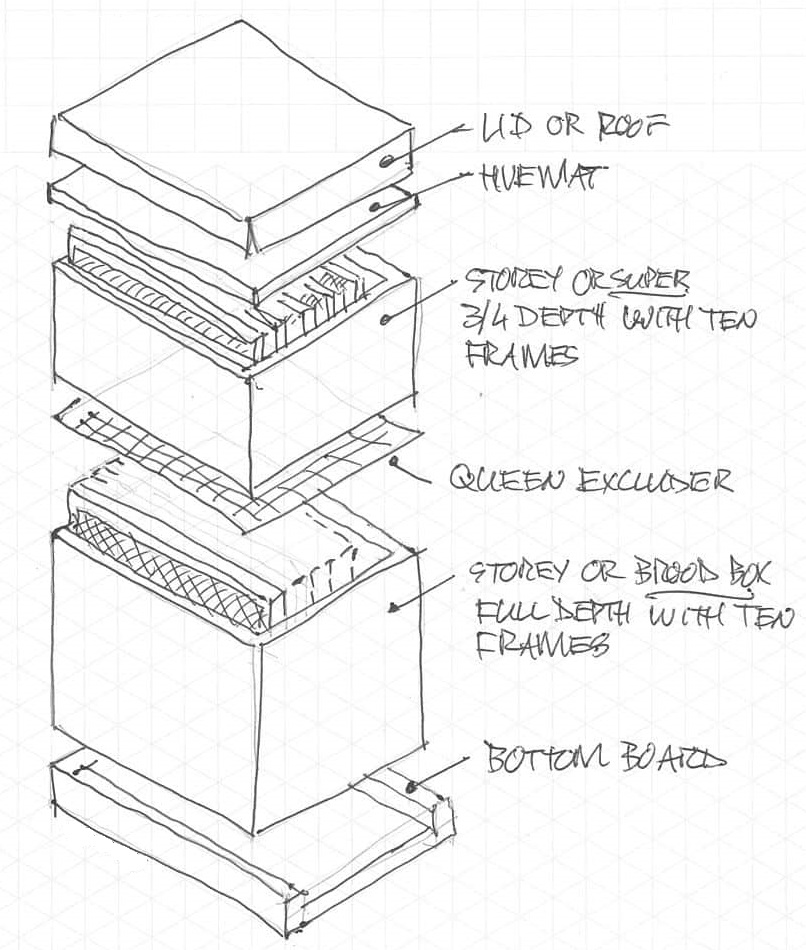 LID OR ROOF
HIVEMAT
STOREY OR SUPER
3/4 DEPTH WITH TEN
FRAMES
QUEEN EXCLUDER
STOREY OR BROOD BOX
FULL DEPTH WITH TEN
FRAMES
BOTTOM BOARD